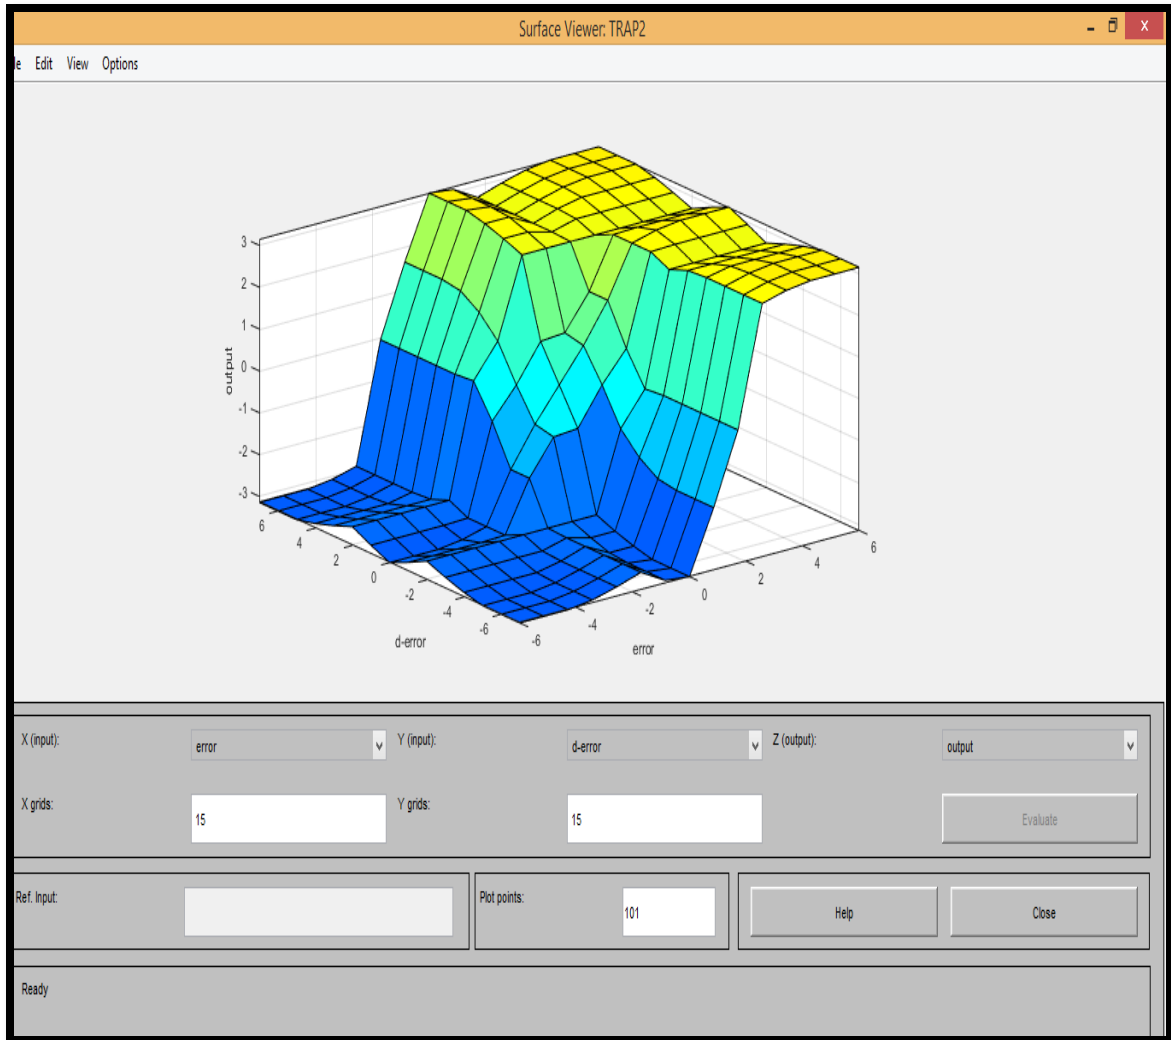 Surface Viewer: TRAP2
le Edit View Options
3
2
1
0
-1
-2
-3
output
6
4
2
0
-2
-4
-6
d-error
-6
-4
-2
0
2
4
6
error
X (input): error Y (input): d-error Z (output): output
X grids: 15 Y grids: 15 Evaluate
Ref. Input: Plot points: 101 Help Close
Ready